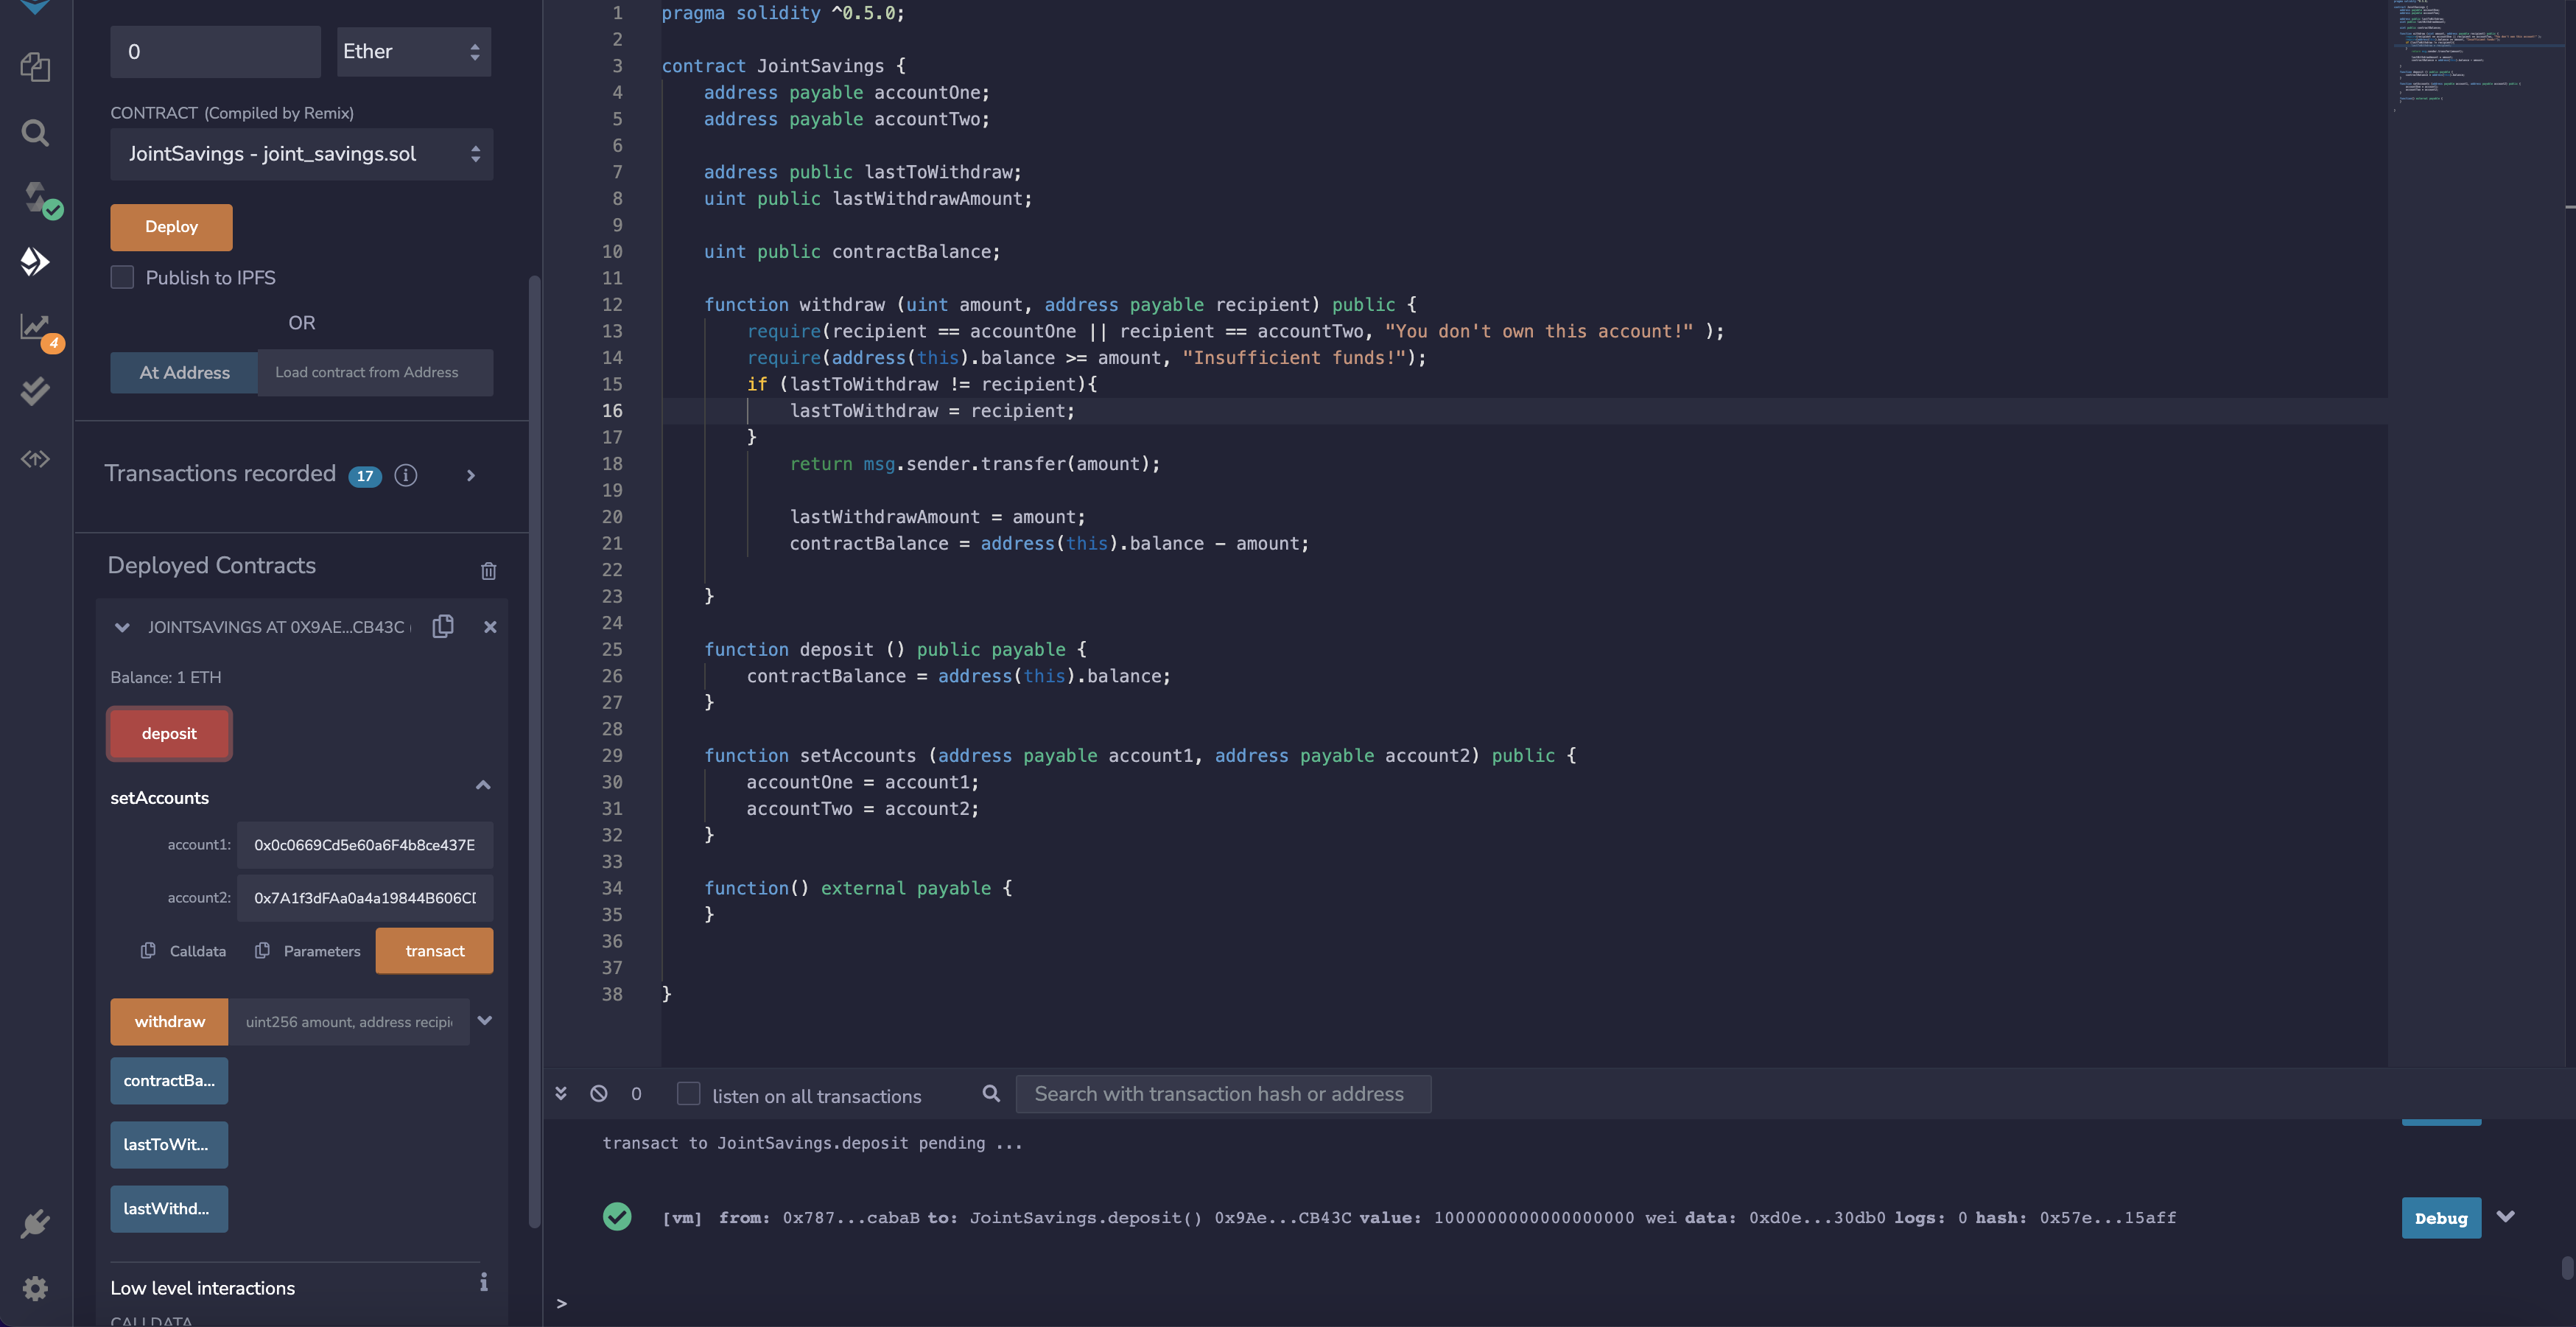 0
Ether
CONTRACT (Compiled by Remix)
JointSavings - joint_savings.sol
Deploy
Publish to IPFS
OR
4
At Address
Load contract from Address
Transactions recorded 17 i
Deployed Contracts
JOINTSAVINGS AT 0X9AE...CB43C (
Balance: 1 ETH
deposit
setAccounts
account1: 0x0c0669Cd5e60a6F4b8ce437E
account2: 0x7A1f3dFAa0a4a19844B606C
Calldata
Parameters
transact
withdraw
uint256 amount, address recipi
contractBa...
lastToWit...
lastWithd...
Low level interactions
i
CALLDATA
1 pragma solidity ^0.5.0;
2
3 contract JointSavings {
4 address payable accountOne;
5 address payable accountTwo;
6
7 address public lastToWithdraw;
8 uint public lastWithdrawAmount;
9
10 uint public contractBalance;
11
12 function withdraw (uint amount, address payable recipient) public {
13 require(recipient == accountOne || recipient == accountTwo, "You don't own this account!" );
14 require(address(this).balance >= amount, "Insufficient funds!");
15 if (lastToWithdraw != recipient){
16 lastToWithdraw = recipient;
17 }
18 return msg.sender.transfer(amount);
19
20 lastWithdrawAmount = amount;
21 contractBalance = address(this).balance - amount;
22
23 }
24
25 function deposit () public payable {
26 contractBalance = address(this).balance;
27 }
28
29 function setAccounts (address payable account1, address payable account2) public {
30 accountOne = account1;
31 accountTwo = account2;
32 }
33
34 function() external payable {
35 }
36
37
38 }
0
listen on all transactions
Search with transaction hash or address
transact to JointSavings.deposit pending ...
[vm] from: 0x787...cabaB to: JointSavings.deposit() 0x9Ae...CB43C value: 1000000000000000000 wei data: 0xd0e...30db0 logs: 0 hash: 0x57e...15aff
Debug
>